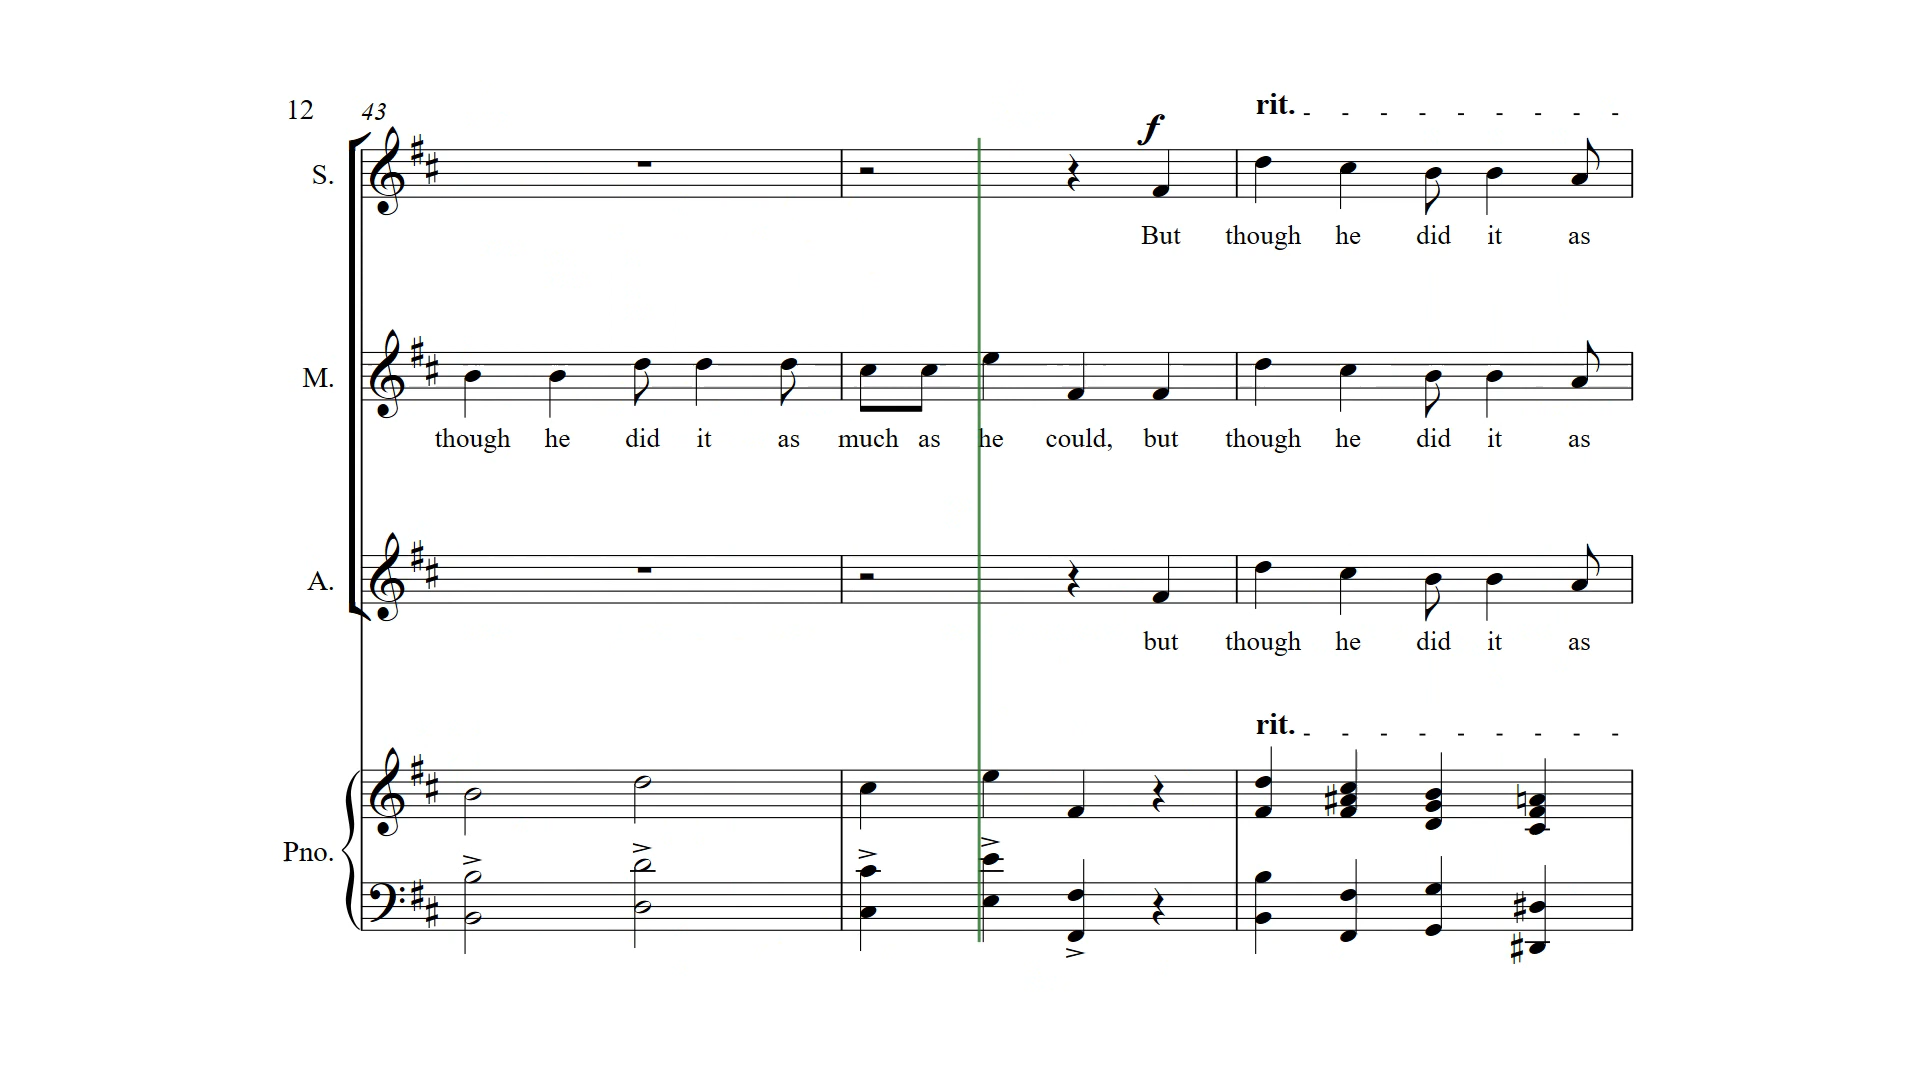 12 43 rit.
f
S.
But though he did it as
M.
though he did it as much as he could, but though he did it as
A.
but though he did it as
rit.
Pno.